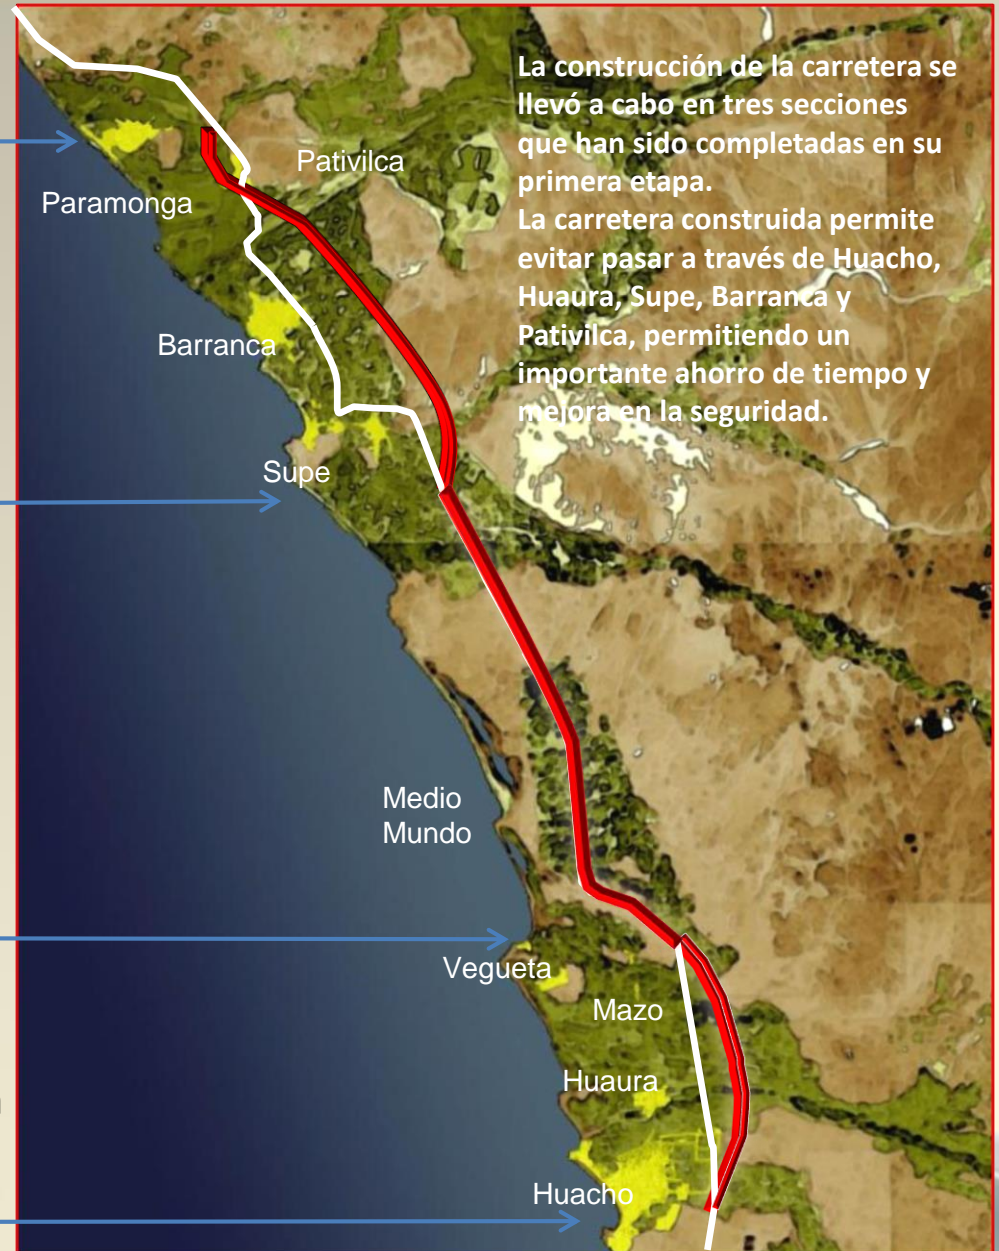 La construcción de la carretera se
llevó a cabo en tres secciones
que han sido completadas en su
primera etapa.
La carretera construida permite
evitar pasar a través de Huacho,
Huaura, Supe, Barranca y
Pativilca, permitiendo un
importante ahorro de tiempo y
mejora en la seguridad.
Pativilca
Paramonga
Barranca
Supe
Medio
Mundo
Vegueta
Mazo
Huaura
Huacho